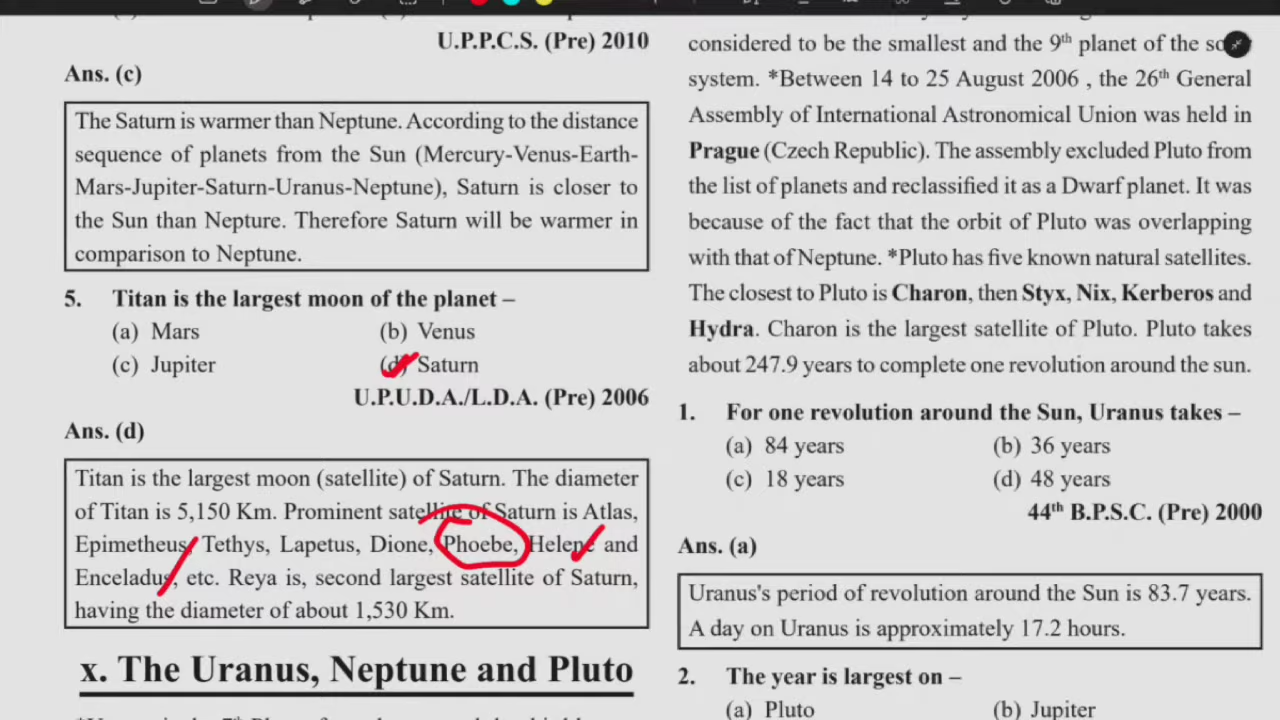 U.P.P.C.S. (Pre) 2010
Ans. (c)
The Saturn is warmer than Neptune. According to the distance
sequence of planets from the Sun (Mercury-Venus-Earth-
Mars-Jupiter-Saturn-Uranus-Neptune), Saturn is closer to
the Sun than Nepture. Therefore Saturn will be warmer in
comparison to Neptune.
5. Titan is the largest moon of the planet –
(a) Mars (b) Venus
(c) Jupiter (d) Saturn
U.P.U.D.A./L.D.A. (Pre) 2006
Ans. (d)
Titan is the largest moon (satellite) of Saturn. The diameter
of Titan is 5,150 Km. Prominent satellite of Saturn is Atlas,
Epimetheus, Tethys, Lapetus, Dione, Phoebe, Helene and
Enceladus, etc. Reya is, second largest satellite of Saturn,
having the diameter of about 1,530 Km.
x. The Uranus, Neptune and Pluto
considered to be the smallest and the 9th planet of the
system. *Between 14 to 25 August 2006 , the 26th General
Assembly of International Astronomical Union was held in
Prague (Czech Republic). The assembly excluded Pluto from
the list of planets and reclassified it as a Dwarf planet. It was
because of the fact that the orbit of Pluto was overlapping
with that of Neptune. *Pluto has five known natural satellites.
The closest to Pluto is Charon, then Styx, Nix, Kerberos and
Hydra. Charon is the largest satellite of Pluto. Pluto takes
about 247.9 years to complete one revolution around the sun.
1. For one revolution around the Sun, Uranus takes –
(a) 84 years (b) 36 years
(c) 18 years (d) 48 years
44th B.P.S.C. (Pre) 2000
Ans. (a)
Uranus's period of revolution around the Sun is 83.7 years.
A day on Uranus is approximately 17.2 hours.
2. The year is largest on –
(a) Pluto (b) Jupiter